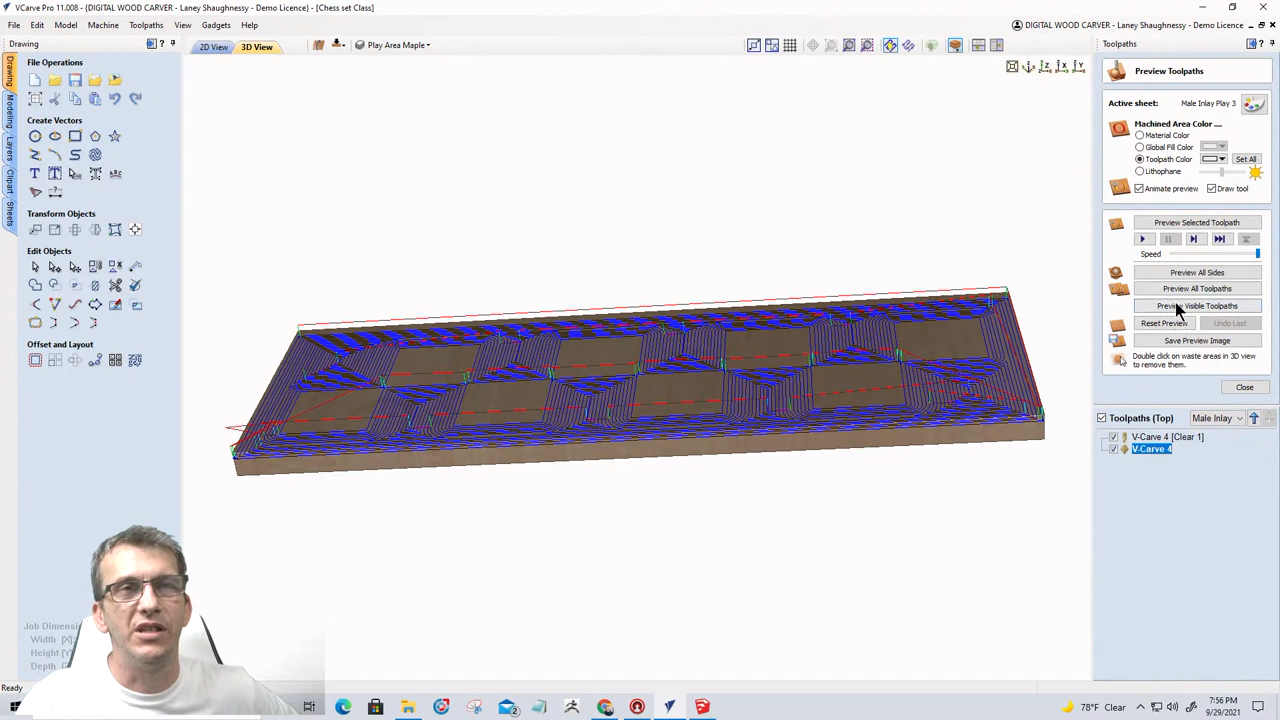 VCarve Pro 11.008 - {DIGITAL WOOD CARVER - Laney Shaughnessy - Demo Licence} - [Chess set Class]
File Edit Model Machine Toolpaths View Gadgets Help
DIGITAL WOOD CARVER - Laney Shaughnessy - Demo Licence
Drawing
2D View 3D View Play Area Maple
Toolpaths
Drawing
Modeling
Layers
Clipart
Sheets
File Operations
Create Vectors
Transform Objects
Edit Objects
Offset and Layout
Job Dimens
Width (X):
Height (Y
Depth
Ready
Preview Toolpaths
Active sheet: Male Inlay Play 3
Machined Area Color ....
Material Color
Global Fill Color
Toolpath Color Set All
Lithophane
Animate preview Draw tool
Preview Selected Toolpath
Speed
Preview All Sides
Preview All Toolpaths
Preview Visible Toolpaths
Reset Preview Undo Last
Save Preview Image
Double click on waste areas in 3D view
to remove them.
Close
Toolpaths (Top) Male Inlay
V-Carve 4 [Clear 1]
V-Carve 4
78°F Clear
7:56 PM
9/29/2021